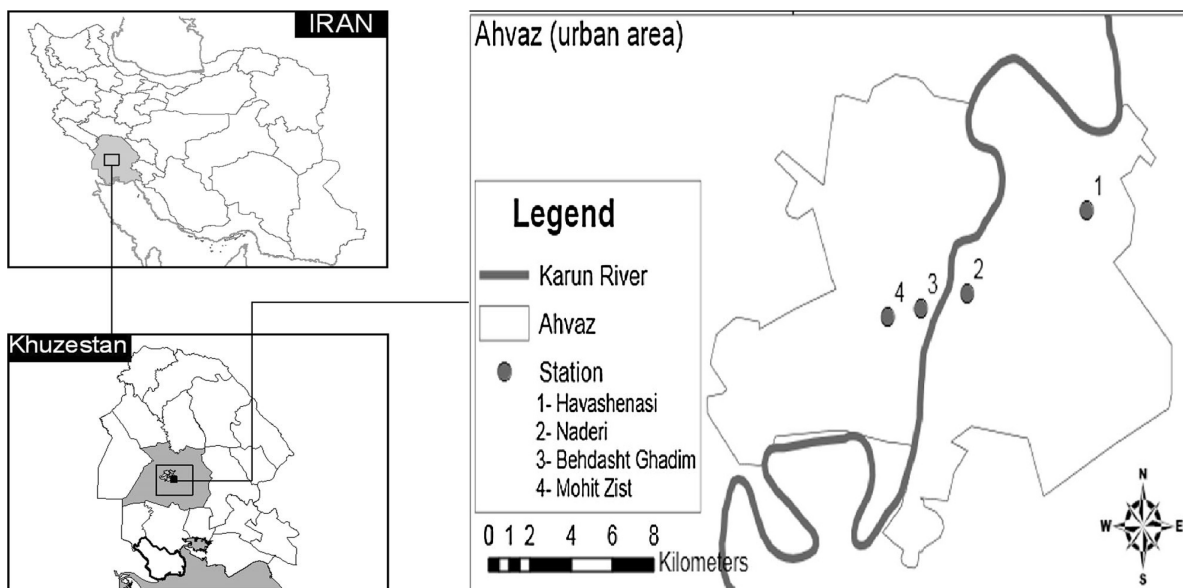 IRAN
Khuzestan
Ahvaz (urban area)
Legend
Karun River
Ahvaz
Station
1- Havashenasi
2- Naderi
3- Behdasht Ghadim
4- Mohit Zist
0 1 2 4 6 8
Kilometers
1
2
3
4
N
W E
S